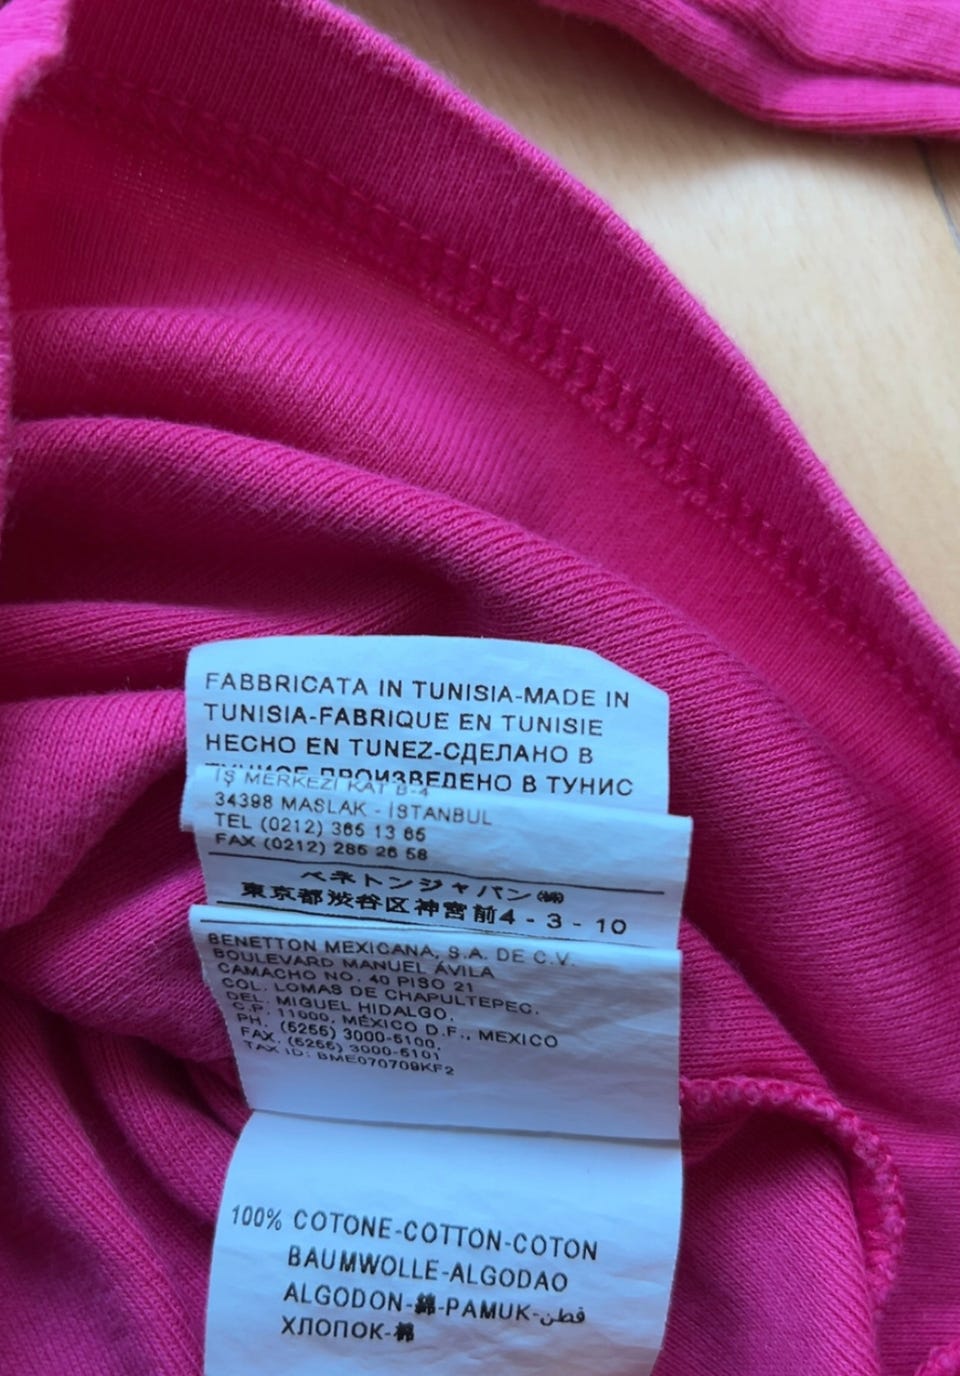 FABBRICATA IN TUNISIA-MADE IN
TUNISIA-FABRIQUE EN TUNISIE
HECHO EN TUNEZ-СДЕЛАНО В
ТУНИСЕ ПРОИЗВЕДЕНО В ТУНИС
İŞ MERKEZİ KAT B-4
34398 MASLAK - İSTANBUL
TEL (0212) 365 13 65
FAX (0212) 285 26 58
ベネトンジャパン㈱
東京都渋谷区神宮前4-3-10
BENETTON MEXICANA, S.A. DE C.V.
BOULEVARD MANUEL ÁVILA
CAMACHO NO. 40 PISO 21
COL. LOMAS DE CHAPULTEPEC.
DEL. MIGUEL HIDALGO.
C.P. 11000, MÉXICO D.F., MEXICO
PH. (5255) 3000-5100.
FAX. (5255) 3000-5101
TAX ID: BME070709KF2
100% COTONE-COTTON-COTON
BAUMWOLLE-ALGODAO
ALGODON-綿-PAMUK-قطن
ХЛОПОК-棉